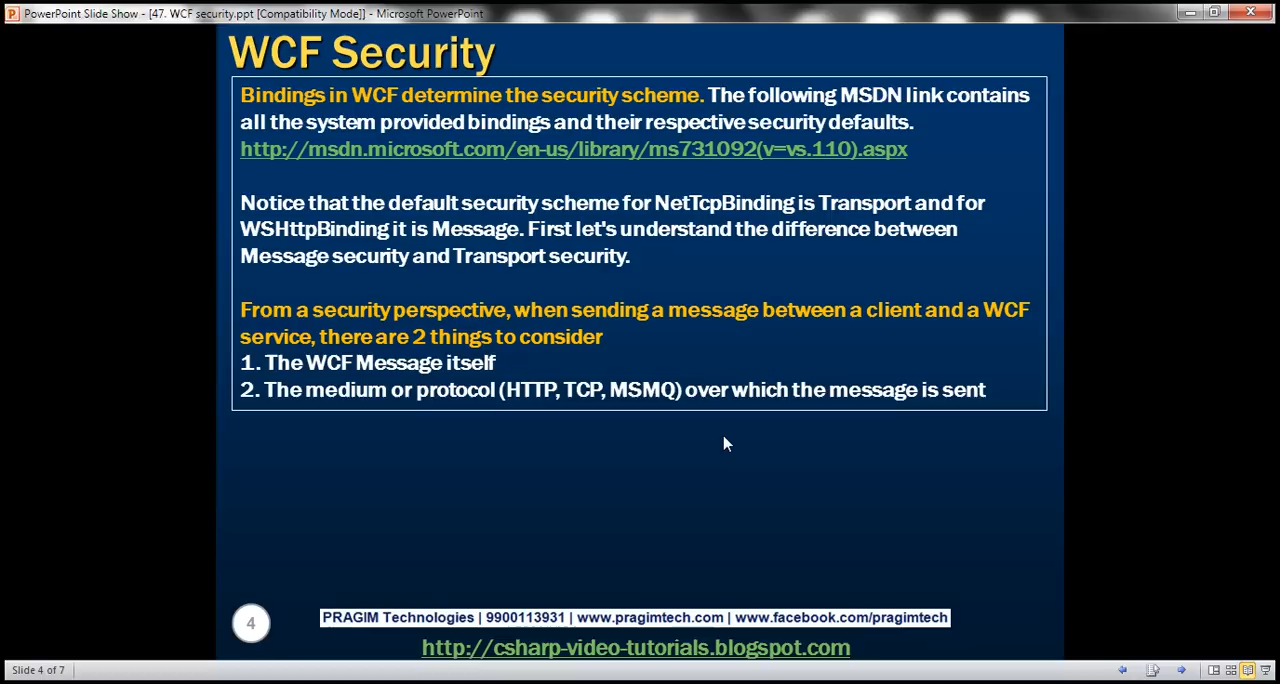 PowerPoint Slide Show - [47. WCF security.ppt [Compatibility Mode]] - Microsoft PowerPoint
WCF Security
Bindings in WCF determine the security scheme. The following MSDN link contains
all the system provided bindings and their respective security defaults.
http://msdn.microsoft.com/en-us/library/ms731092(v=vs.110).aspx
Notice that the default security scheme for NetTcpBinding is Transport and for
WSHttpBinding it is Message. First let's understand the difference between
Message security and Transport security.
From a security perspective, when sending a message between a client and a WCF
service, there are 2 things to consider
1. The WCF Message itself
2. The medium or protocol (HTTP, TCP, MSMQ) over which the message is sent
4
PRAGIM Technologies | 9900113931 | www.pragimtech.com | www.facebook.com/pragimtech
http://csharp-video-tutorials.blogspot.com
Slide 4 of 7